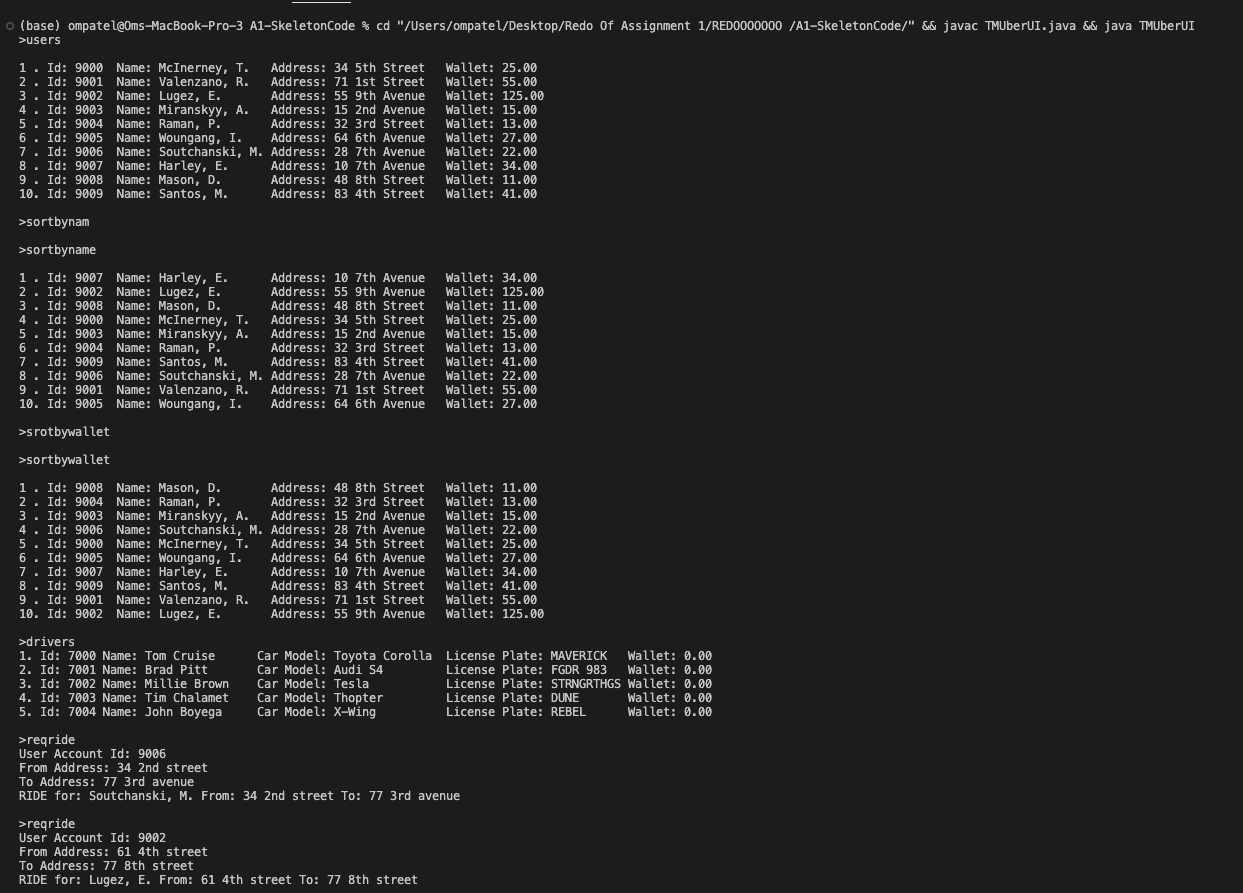 (base) ompatel@Oms-MacBook-Pro-3 A1-SkeletonCode % cd "/Users/ompatel/Desktop/Redo Of Assignment 1/REDOOOOOOO /A1-SkeletonCode/" && javac TMUberUI.java && java TMUberUI
>users
1 . Id: 9000  Name: McInerney, T.   Address: 34 5th Street   Wallet: 25.00
2 . Id: 9001  Name: Valenzano, R.   Address: 71 1st Street   Wallet: 55.00
3 . Id: 9002  Name: Lugez, E.       Address: 55 9th Avenue   Wallet: 125.00
4 . Id: 9003  Name: Miranskyy, A.   Address: 15 2nd Avenue   Wallet: 15.00
5 . Id: 9004  Name: Raman, P.       Address: 32 3rd Street   Wallet: 13.00
6 . Id: 9005  Name: Woungang, I.    Address: 64 6th Avenue   Wallet: 27.00
7 . Id: 9006  Name: Soutchanski, M. Address: 28 7th Avenue   Wallet: 22.00
8 . Id: 9007  Name: Harley, E.      Address: 10 7th Avenue   Wallet: 34.00
9 . Id: 9008  Name: Mason, D.       Address: 48 8th Street   Wallet: 11.00
10. Id: 9009  Name: Santos, M.      Address: 83 4th Street   Wallet: 41.00
>sortbynam
>sortbyname
1 . Id: 9007  Name: Harley, E.      Address: 10 7th Avenue   Wallet: 34.00
2 . Id: 9002  Name: Lugez, E.       Address: 55 9th Avenue   Wallet: 125.00
3 . Id: 9008  Name: Mason, D.       Address: 48 8th Street   Wallet: 11.00
4 . Id: 9000  Name: McInerney, T.   Address: 34 5th Street   Wallet: 25.00
5 . Id: 9003  Name: Miranskyy, A.   Address: 15 2nd Avenue   Wallet: 15.00
6 . Id: 9004  Name: Raman, P.       Address: 32 3rd Street   Wallet: 13.00
7 . Id: 9009  Name: Santos, M.      Address: 83 4th Street   Wallet: 41.00
8 . Id: 9006  Name: Soutchanski, M. Address: 28 7th Avenue   Wallet: 22.00
9 . Id: 9001  Name: Valenzano, R.   Address: 71 1st Street   Wallet: 55.00
10. Id: 9005  Name: Woungang, I.    Address: 64 6th Avenue   Wallet: 27.00
>srotbywallet
>sortbywallet
1 . Id: 9008  Name: Mason, D.       Address: 48 8th Street   Wallet: 11.00
2 . Id: 9004  Name: Raman, P.       Address: 32 3rd Street   Wallet: 13.00
3 . Id: 9003  Name: Miranskyy, A.   Address: 15 2nd Avenue   Wallet: 15.00
4 . Id: 9006  Name: Soutchanski, M. Address: 28 7th Avenue   Wallet: 22.00
5 . Id: 9000  Name: McInerney, T.   Address: 34 5th Street   Wallet: 25.00
6 . Id: 9005  Name: Woungang, I.    Address: 64 6th Avenue   Wallet: 27.00
7 . Id: 9007  Name: Harley, E.      Address: 10 7th Avenue   Wallet: 34.00
8 . Id: 9009  Name: Santos, M.      Address: 83 4th Street   Wallet: 41.00
9 . Id: 9001  Name: Valenzano, R.   Address: 71 1st Street   Wallet: 55.00
10. Id: 9002  Name: Lugez, E.       Address: 55 9th Avenue   Wallet: 125.00
>drivers
1. Id: 7000 Name: Tom Cruise      Car Model: Toyota Corolla  License Plate: MAVERICK   Wallet: 0.00
2. Id: 7001 Name: Brad Pitt       Car Model: Audi S4         License Plate: FGDR 983   Wallet: 0.00
3. Id: 7002 Name: Millie Brown    Car Model: Tesla           License Plate: STRNGRTHGS Wallet: 0.00
4. Id: 7003 Name: Tim Chalamet    Car Model: Thopter         License Plate: DUNE       Wallet: 0.00
5. Id: 7004 Name: John Boyega     Car Model: X-Wing          License Plate: REBEL      Wallet: 0.00
>reqride
User Account Id: 9006
From Address: 34 2nd street
To Address: 77 3rd avenue
RIDE for: Soutchanski, M. From: 34 2nd street To: 77 3rd avenue
>reqride
User Account Id: 9002
From Address: 61 4th street
To Address: 77 8th street
RIDE for: Lugez, E. From: 61 4th street To: 77 8th street